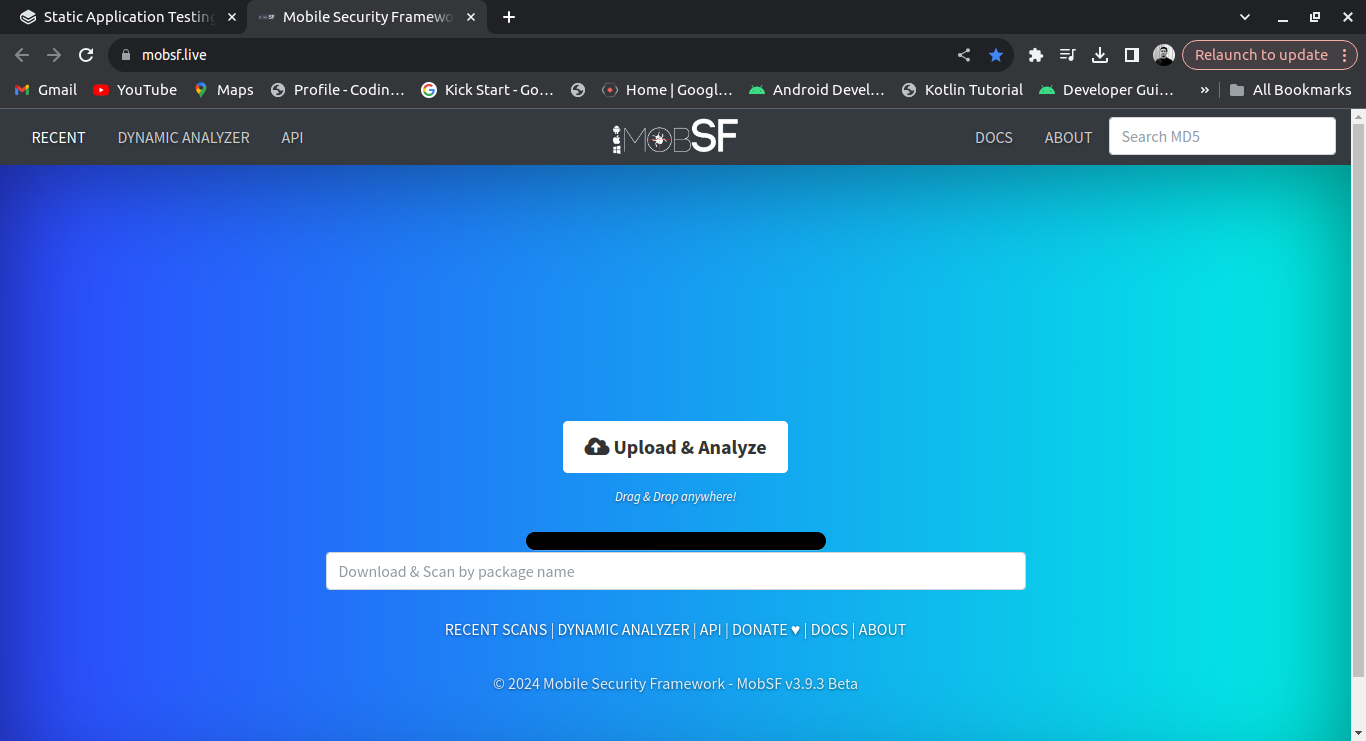 Static Application Testing
Mobile Security Framewo
mobsf.live
Relaunch to update
Gmail
YouTube
Maps
Profile - Codin...
Kick Start - Go...
Home | Googl...
Android Devel...
Kotlin Tutorial
Developer Gui...
»
All Bookmarks
RECENT
DYNAMIC ANALYZER
API
MOBSF
DOCS
ABOUT
Search MD5
Upload & Analyze
Drag & Drop anywhere!
Download & Scan by package name
RECENT SCANS | DYNAMIC ANALYZER | API | DONATE ♥ | DOCS | ABOUT
© 2024 Mobile Security Framework - MobSF v3.9.3 Beta